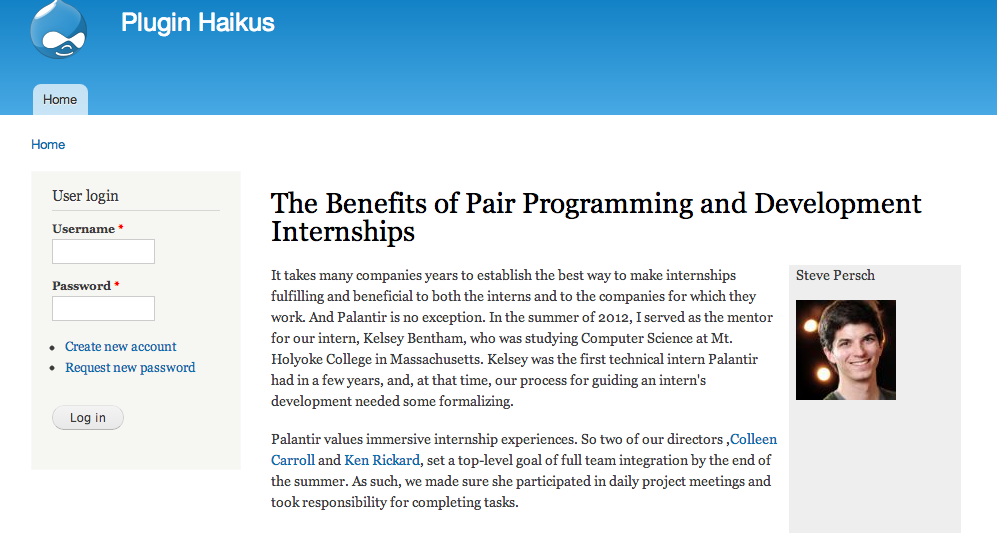 Plugin Haikus
Home
Home
User login
Username *
Password *
Create new account
Request new password
Log in
The Benefits of Pair Programming and Development
Internships
It takes many companies years to establish the best way to make internships
fulfilling and beneficial to both the interns and to the companies for which they
work. And Palantir is no exception. In the summer of 2012, I served as the mentor
for our intern, Kelsey Bentham, who was studying Computer Science at Mt.
Holyoke College in Massachusetts. Kelsey was the first technical intern Palantir
had in a few years, and, at that time, our process for guiding an intern's
development needed some formalizing.
Palantir values immersive internship experiences. So two of our directors ,Colleen
Carroll and Ken Rickard, set a top-level goal of full team integration by the end of
the summer. As such, we made sure she participated in daily project meetings and
took responsibility for completing tasks.
Steve Persch